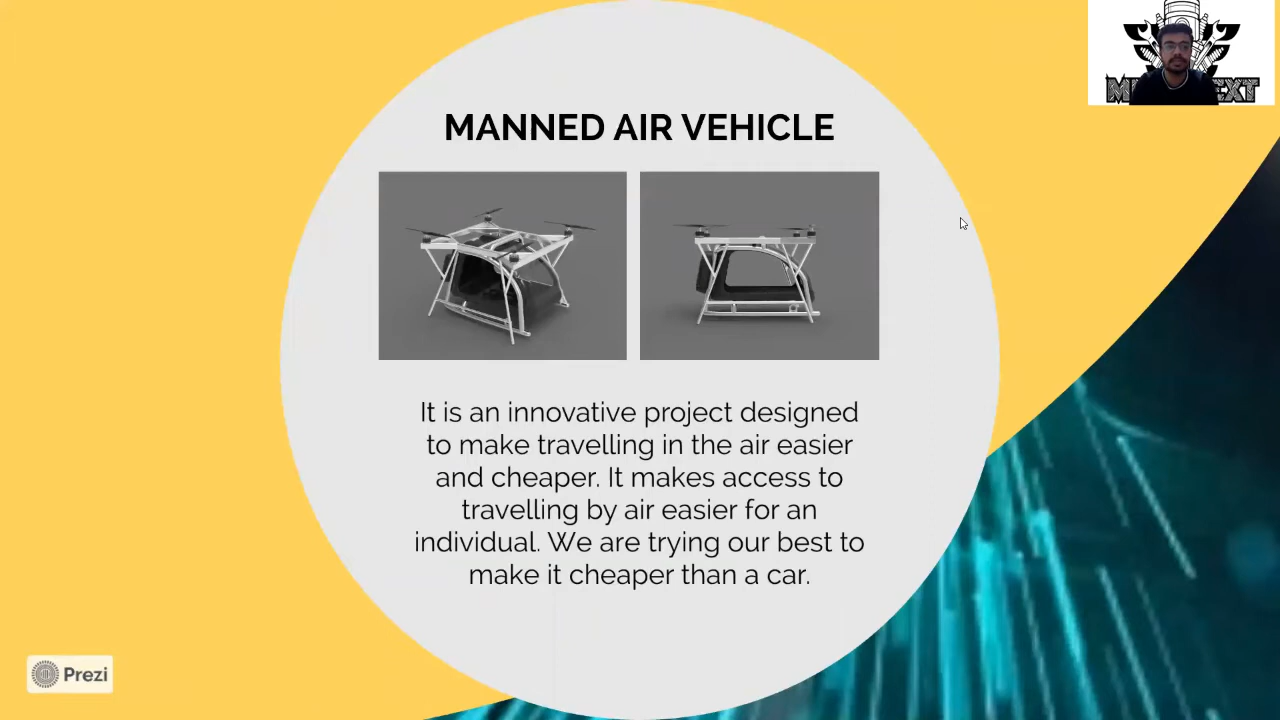 MANNED AIR VEHICLE
It is an innovative project designed
to make travelling in the air easier
and cheaper. It makes access to
travelling by air easier for an
individual. We are trying our best to
make it cheaper than a car.
Prezi